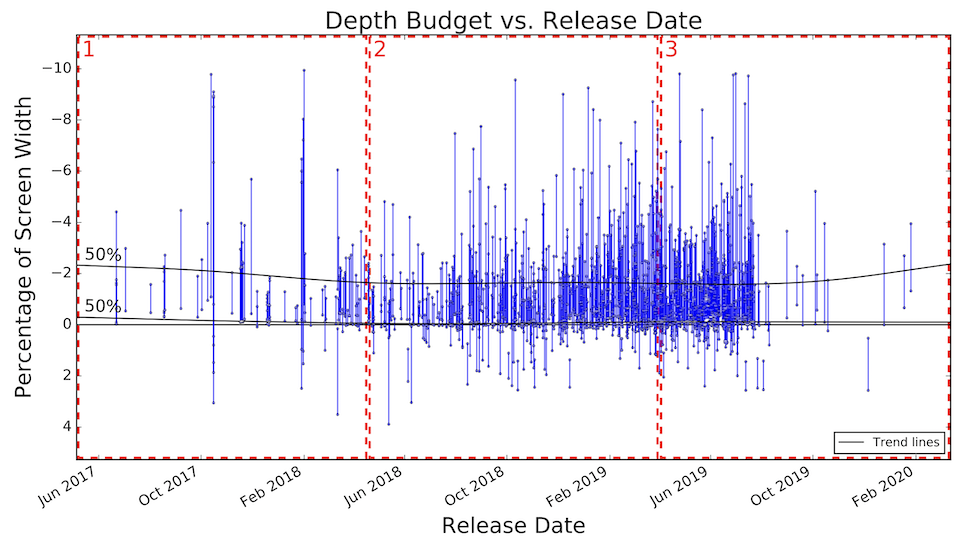 Depth Budget vs. Release Date
1
2
3
−10
−8
−6
−4
−2
0
2
4
50%
50%
Percentage of Screen Width
Trend lines
Jun 2017
Oct 2017
Feb 2018
Jun 2018
Oct 2018
Feb 2019
Jun 2019
Oct 2019
Feb 2020
Release Date